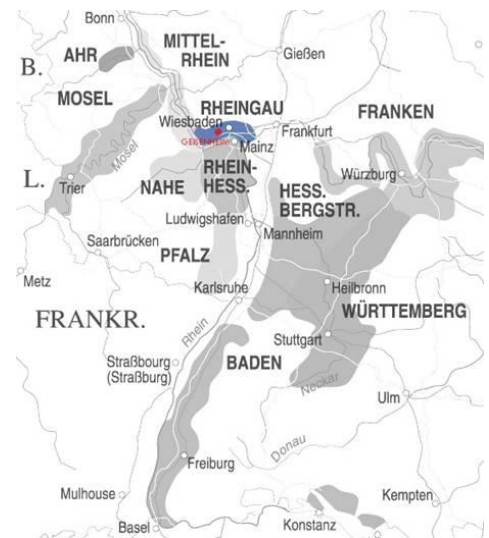 Bonn
AHR
MITTEL-
RHEIN
Gießen
B.
MOSEL
RHEINGAU
Wiesbaden
FRANKEN
Frankfurt
Mainz
Mosel
L.
Trier
NAHE
RHEIN-
HESS.
HESS.
BERGSTR.
Würzburg
Ludwigshafen
Mannheim
Saarbrücken
PFALZ
Metz
Karlsruhe
Heilbronn
FRANKR.
Rhein
WÜRTTEMBERG
Stuttgart
Straßbourg
(Straßburg)
BADEN
Neckar
Ulm
Donau
Freiburg
Mulhouse
Kempten
Basel
Konstanz